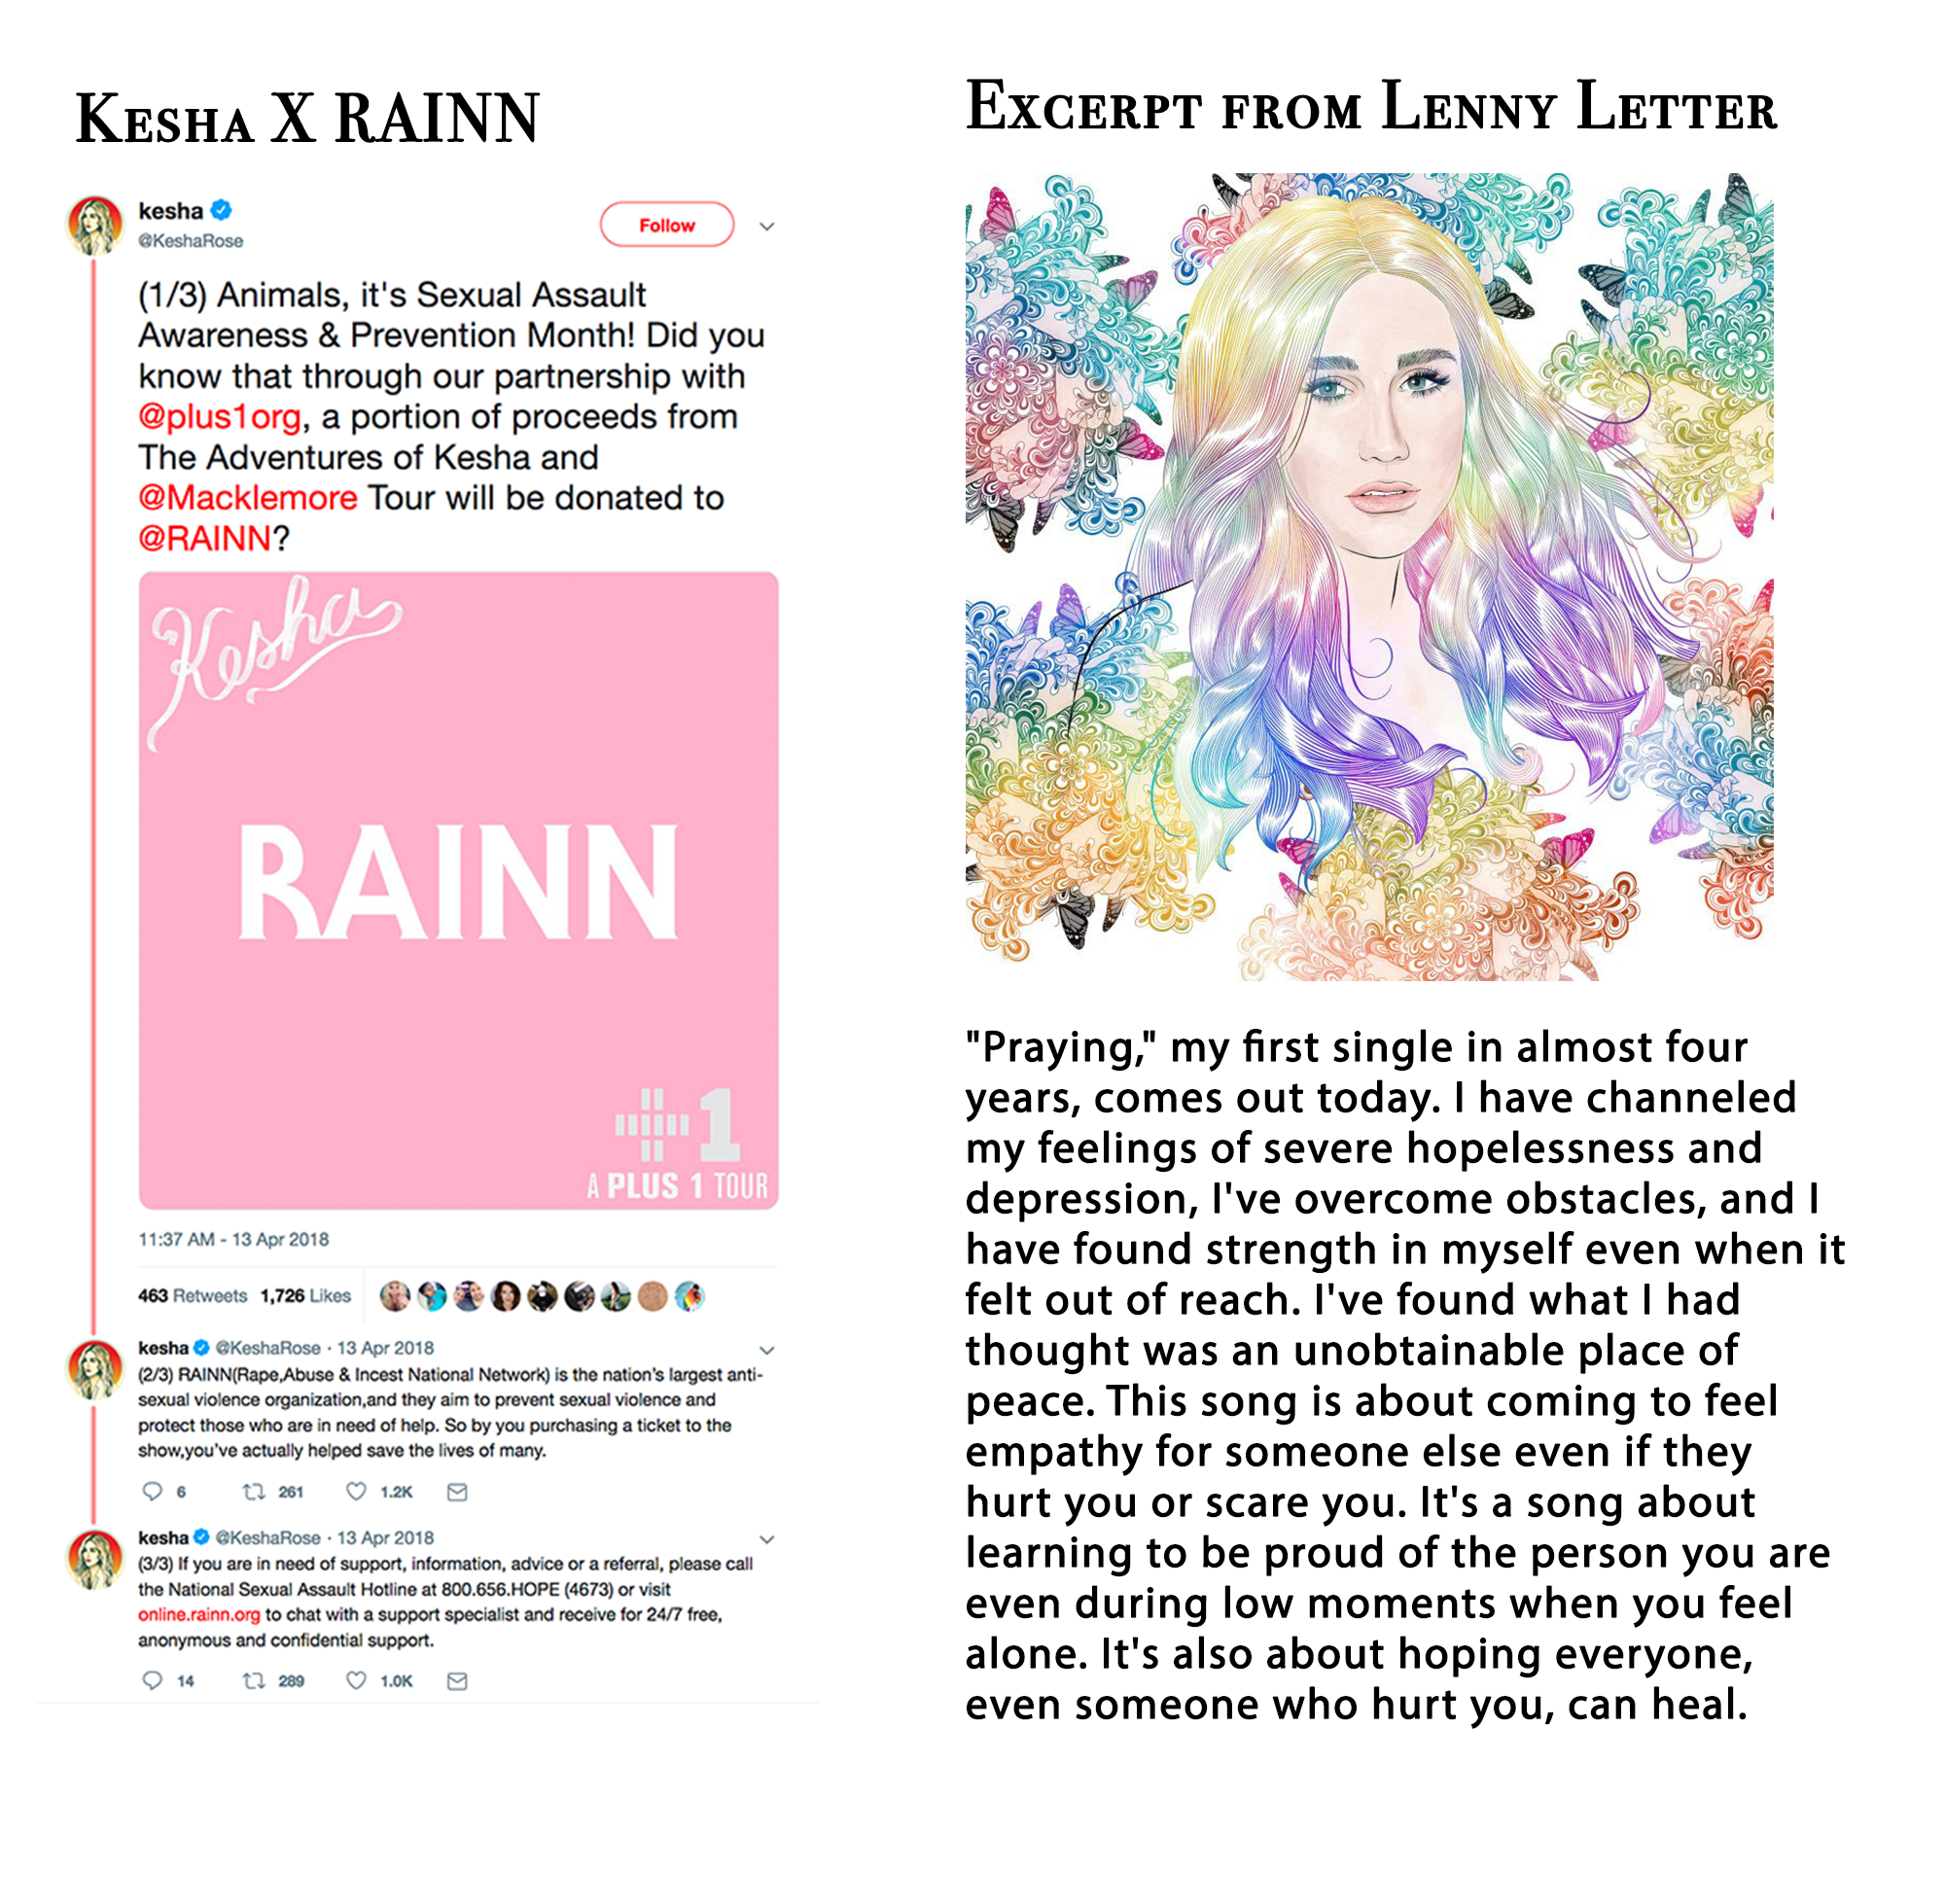 Kesha X RAINN
kesha
@KeshaRose
Follow
(1/3) Animals, it's Sexual Assault
Awareness & Prevention Month! Did you
know that through our partnership with
@plus1org, a portion of proceeds from
The Adventures of Kesha and
@Macklemore Tour will be donated to
@RAINN?
Kesha
RAINN
+1
A PLUS 1 TOUR
11:37 AM - 13 Apr 2018
463 Retweets 1,726 Likes
kesha @KeshaRose · 13 Apr 2018
(2/3) RAINN(Rape,Abuse & Incest National Network) is the nation's largest anti-
sexual violence organization,and they aim to prevent sexual violence and
protect those who are in need of help. So by you purchasing a ticket to the
show,you've actually helped save the lives of many.
6 261 1.2K
kesha @KeshaRose · 13 Apr 2018
(3/3) If you are in need of support, information, advice or a referral, please call
the National Sexual Assault Hotline at 800.656.HOPE (4673) or visit
online.rainn.org to chat with a support specialist and receive for 24/7 free,
anonymous and confidential support.
14 289 1.0K
Excerpt from Lenny Letter
"Praying," my first single in almost four
years, comes out today. I have channeled
my feelings of severe hopelessness and
depression, I've overcome obstacles, and I
have found strength in myself even when it
felt out of reach. I've found what I had
thought was an unobtainable place of
peace. This song is about coming to feel
empathy for someone else even if they
hurt you or scare you. It's a song about
learning to be proud of the person you are
even during low moments when you feel
alone. It's also about hoping everyone,
even someone who hurt you, can heal.